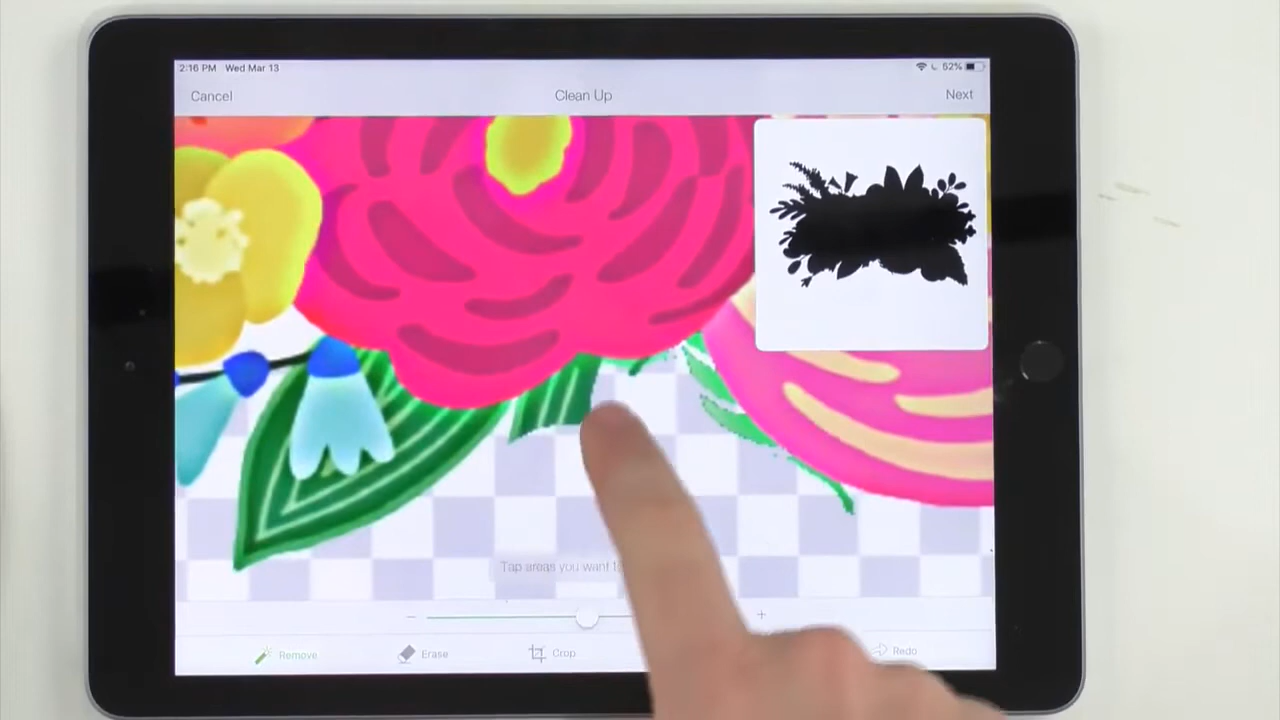 2:16 PM Wed Mar 13
52%
Cancel
Clean Up
Next
Tap areas you want
Remove
Erase
Crop
Redo